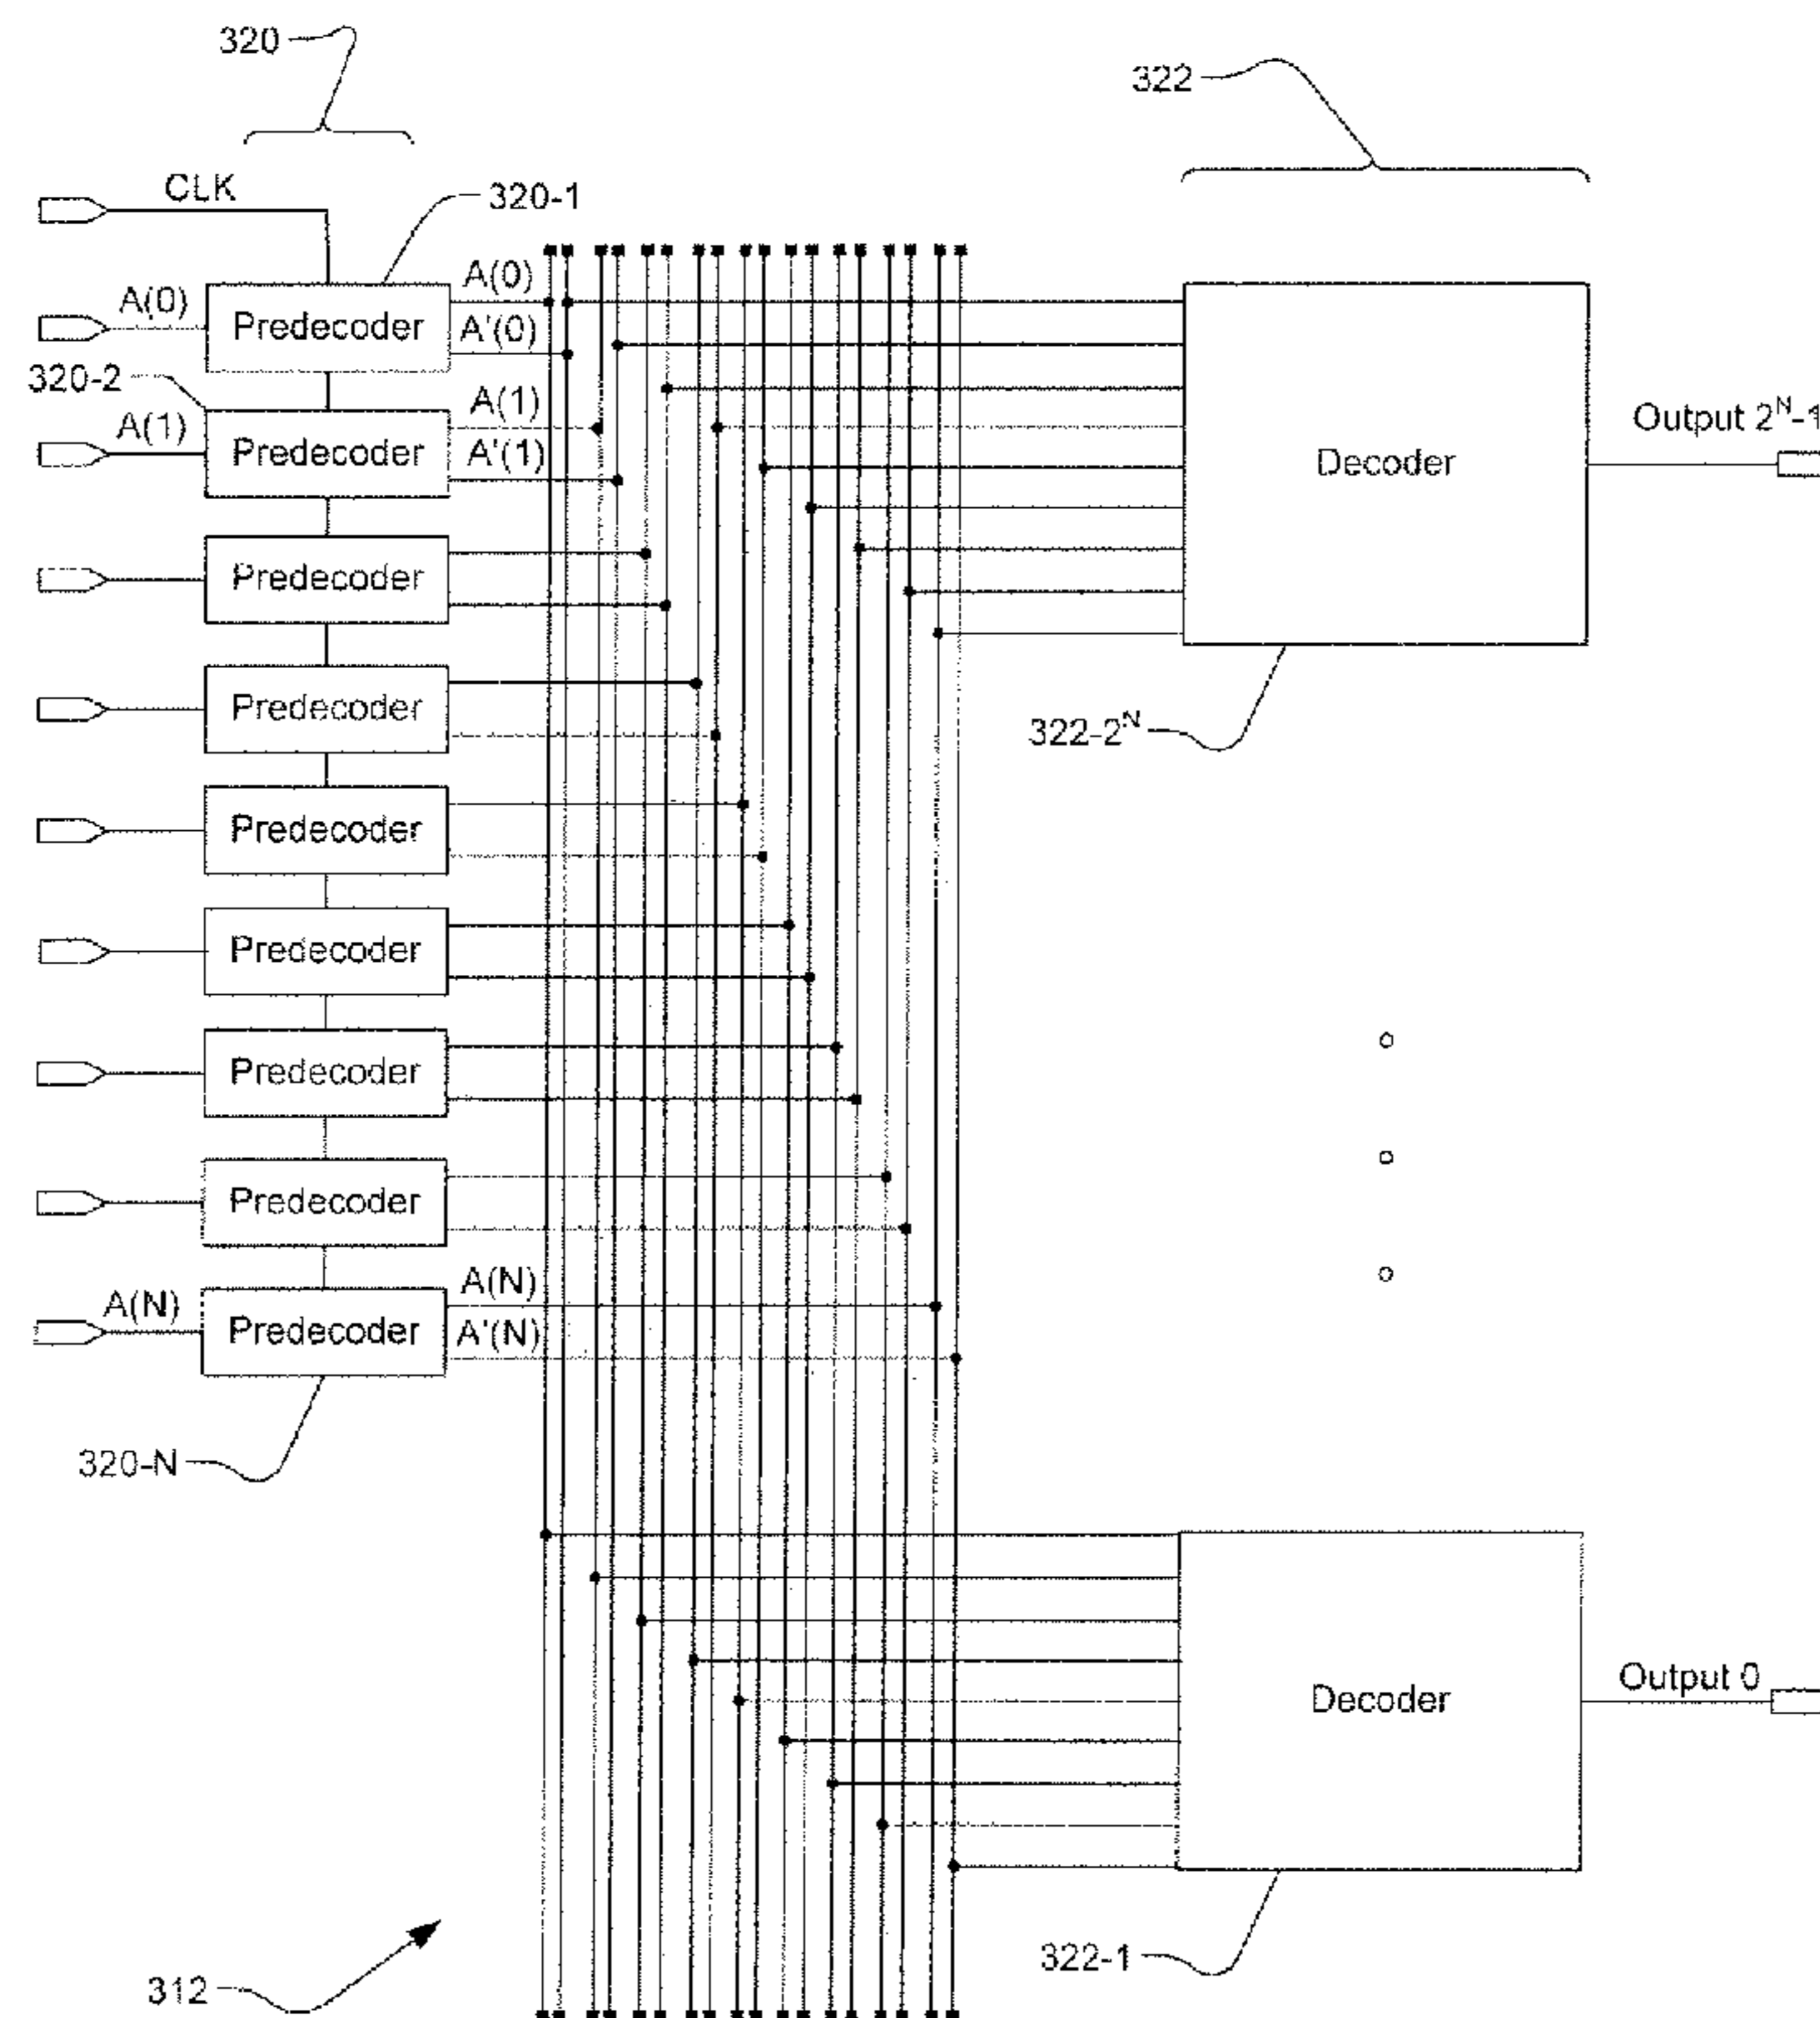 320
322
CLK
320-1
A(0)
A(0)
Predecoder
A'(0)
320-2
A(1)
A(1)
Predecoder
A'(1)
Decoder
Output 2^N-1
Predecoder
Predecoder
322-2^N
Predecoder
Predecoder
Predecoder
Predecoder
A(N)
A(N)
Predecoder
A'(N)
320-N
Decoder
Output 0
322-1
312